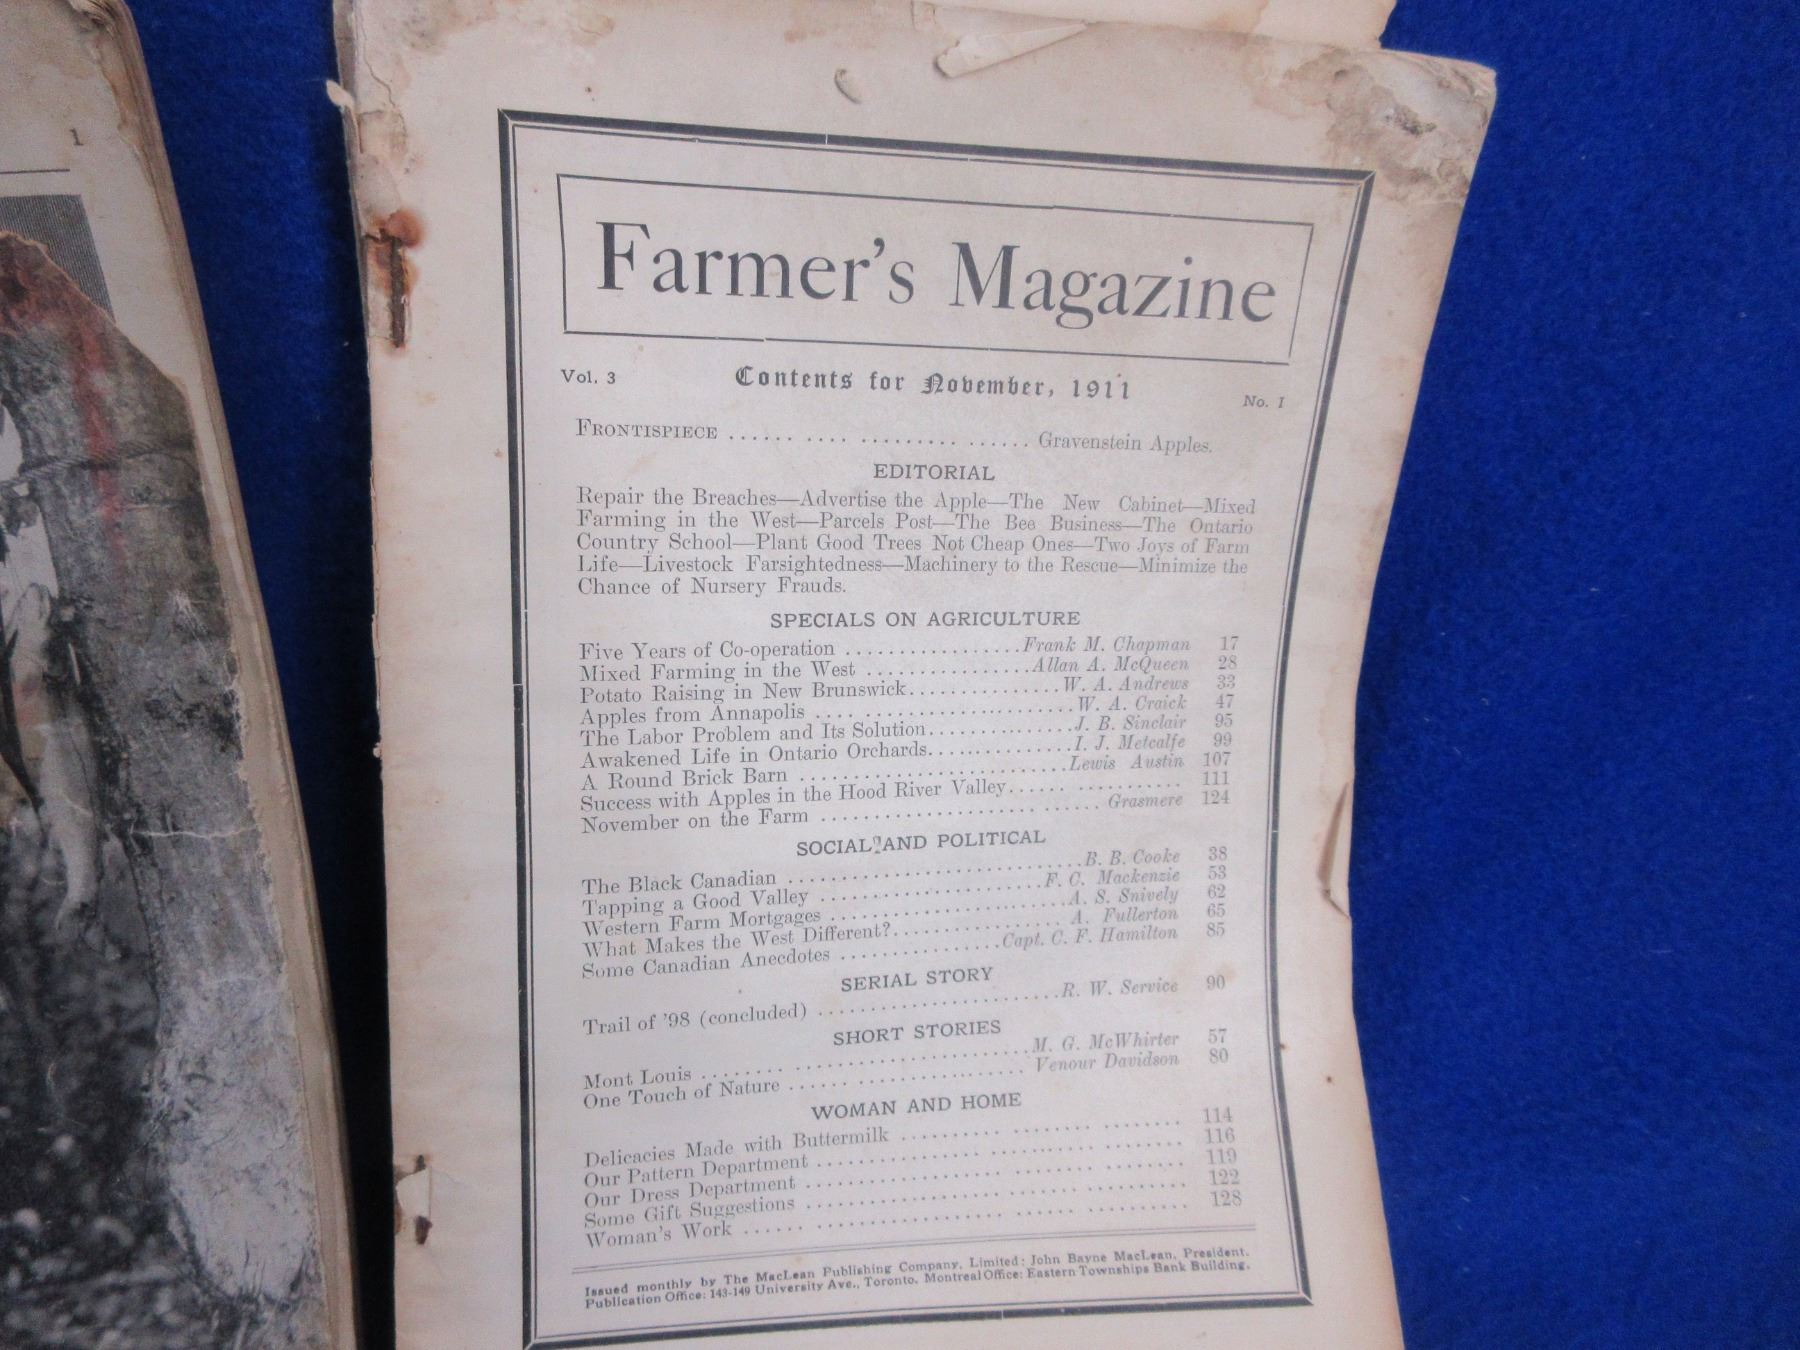 1
Farmer's Magazine
Vol. 3 Contents for November, 1911 No. 1
FRONTISPIECE ...... .... ......... ...... Gravenstein Apples.
EDITORIAL
Repair the Breaches—Advertise the Apple—The New Cabinet—Mixed
Farming in the West—Parcels Post—The Bee Business—The Ontario
Country School—Plant Good Trees Not Cheap Ones—Two Joys of Farm
Life—Livestock Farsightedness—Machinery to the Rescue—Minimize the
Chance of Nursery Frauds.
SPECIALS ON AGRICULTURE
Five Years of Co-operation .................Frank M. Chapman 17
Mixed Farming in the West ................Allan A. McQueen 28
Potato Raising in New Brunswick..............W. A. Andrews 33
Apples from Annapolis .... .....................W. A. Craick 47
The Labor Problem and Its Solution..............J. B. Sinclair 95
Awakened Life in Ontario Orchards..............I. J. Metcalfe 99
A Round Brick Barn ..........................Lewis Austin 107
Success with Apples in the Hood River Valley...... ........... 111
November on the Farm .................... ...... Grasmere 124
SOCIAL AND POLITICAL
The Black Canadian ............................B. B. Cooke 38
Tapping a Good Valley .....................F. C. Mackenzie 53
Western Farm Mortgages .......................A. S. Snively 62
What Makes the West Different?.................. A. Fullerton 65
Some Canadian Anecdotes ................Capt. C. F. Hamilton 85
SERIAL STORY
Trail of '98 (concluded) .......................R. W. Service 90
SHORT STORIES
Mont Louis ........ ......................M. G. McWhirter 57
One Touch of Nature ...... ................ Venour Davidson 80
WOMAN AND HOME
Delicacies Made with Buttermilk .......... ........ ........ 114
Our Pattern Department ............... ........... ........ 116
Our Dress Department ................. ........ ........ 119
Some Gift Suggestions .................. ....... .......... 122
Woman's Work ...... .................... ...... .......... 128
Issued monthly by The MacLean Publishing Company, Limited; John Bayne MacLean, President.
Publication Office: 143-149 University Ave., Toronto. Montreal Office: Eastern Townships Bank Building.